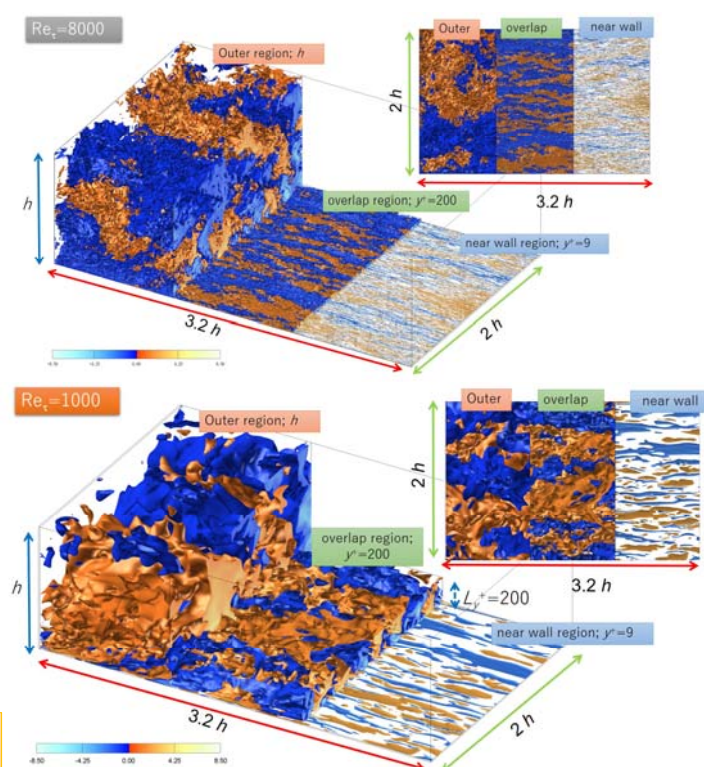 Reτ=8000
Outer region; h
Outer
overlap
near wall
2 h
h
overlap region, y⁺=200
3.2 h
near wall region, y⁺=9
3.2 h
2 h
Reτ=1000
Outer region; h
Outer
overlap
near wall
2 h
h
overlap region;
y⁺=200
3.2 h
Ly⁺=200
near wall region; y⁺=9
3.2 h
2 h
-8.50
-4.25
0.00
4.25
8.50